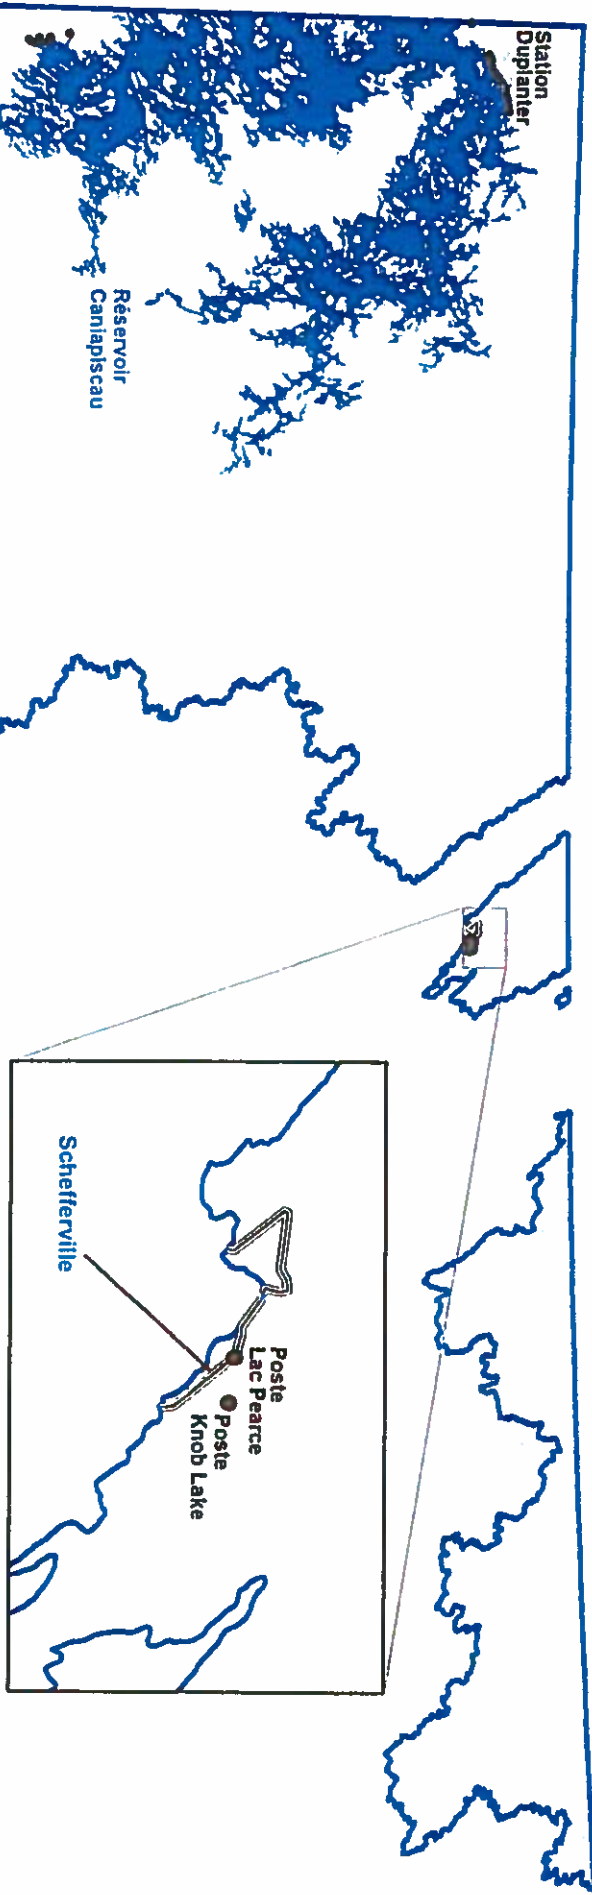 Station
Duplanter
Réservoir
Caniapiscau
Schefferville
Poste
Lac Pearce
Poste
Knob Lake